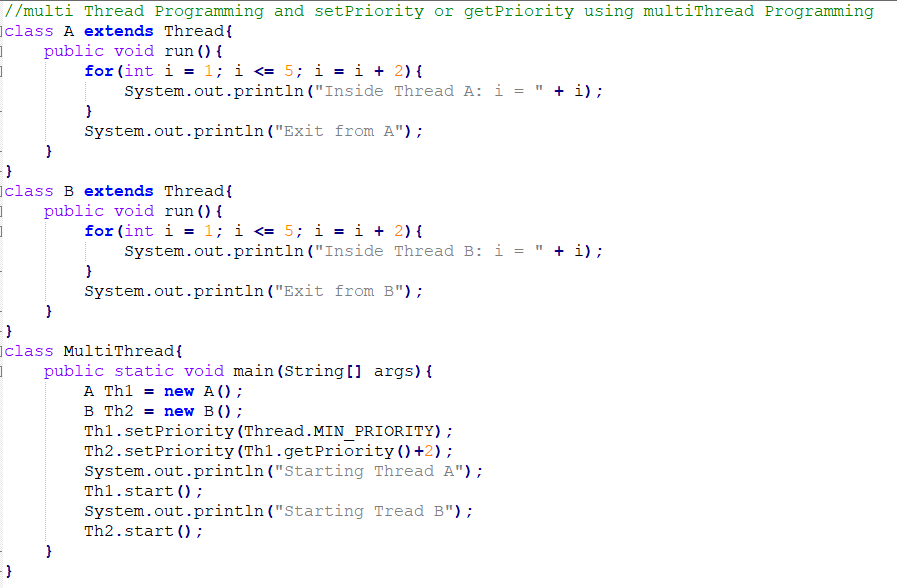 //multi Thread Programming and setPriority or getPriority using multiThread Programming
class A extends Thread{
    public void run(){
        for(int i = 1; i <= 5; i = i + 2){
            System.out.println("Inside Thread A: i = " + i);
        }
        System.out.println("Exit from A");
    }
}
class B extends Thread{
    public void run(){
        for(int i = 1; i <= 5; i = i + 2){
            System.out.println("Inside Thread B: i = " + i);
        }
        System.out.println("Exit from B");
    }
}
class MultiThread{
    public static void main(String[] args){
        A Th1 = new A();
        B Th2 = new B();
        Th1.setPriority(Thread.MIN_PRIORITY);
        Th2.setPriority(Th1.getPriority()+2);
        System.out.println("Starting Thread A");
        Th1.start();
        System.out.println("Starting Tread B");
        Th2.start();
    }
}